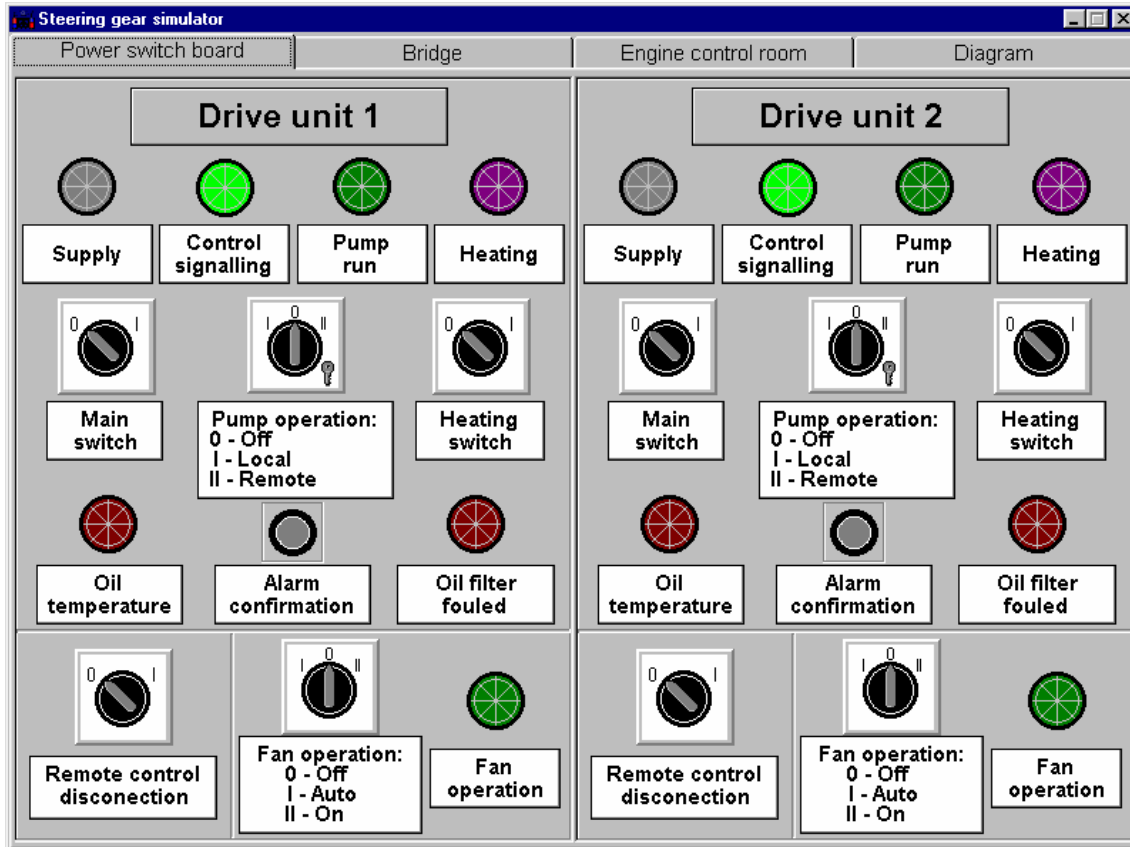 Steering gear simulator
Power switch board
Bridge
Engine control room
Diagram
Drive unit 1
Supply
Control
signalling
Pump
run
Heating
0 I
I 0 II
0 I
Main
switch
Pump operation:
0 - Off
I - Local
II - Remote
Heating
switch
Oil
temperature
Alarm
confirmation
Oil filter
fouled
0 I
Remote control
disconection
I 0 II
Fan operation:
0 - Off
I - Auto
II - On
Fan
operation
Drive unit 2
Supply
Control
signalling
Pump
run
Heating
0 I
I 0 II
0 I
Main
switch
Pump operation:
0 - Off
I - Local
II - Remote
Heating
switch
Oil
temperature
Alarm
confirmation
Oil filter
fouled
0 I
Remote control
disconection
I 0 II
Fan operation:
0 - Off
I - Auto
II - On
Fan
operation